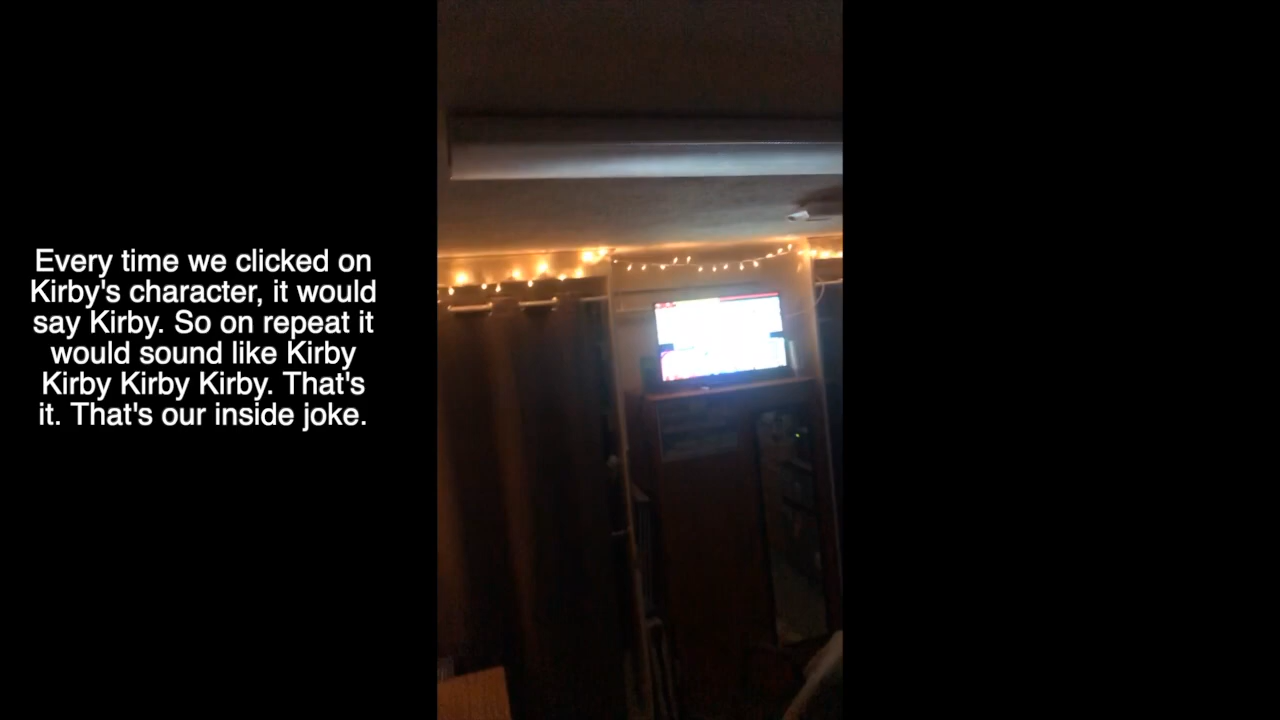 Every time we clicked on
Kirby's character, it would
say Kirby. So on repeat it
would sound like Kirby
Kirby Kirby Kirby. That's
it. That's our inside joke.